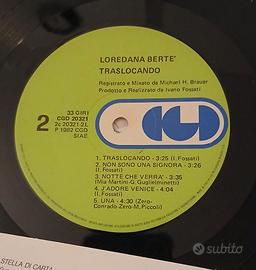 LOREDANA BERTE'
TRASLOCANDO
Registrato e Mixato da Michael H. Brauer
Prodotto e Realizzato da Ivano Fossati
33 GIRI
CGD 20321
2c 20321-2L
P 1982 CGD
SIAE
2
1. TRASLOCANDO - 3:25 (I. Fossati)
2. NON SONO UNA SIGNORA - 3:26
(I. Fossati)
3. NOTTE CHE VERRA' - 3:35
(Mia Martini-G. Guglielminetti)
4. J'ADORE VENICE - 4:04
(I. Fossati)
5. UNA - 4:30 (Zero-
Conrado-Zero-M. Piccoli)
STELLA DI CARTA
subito